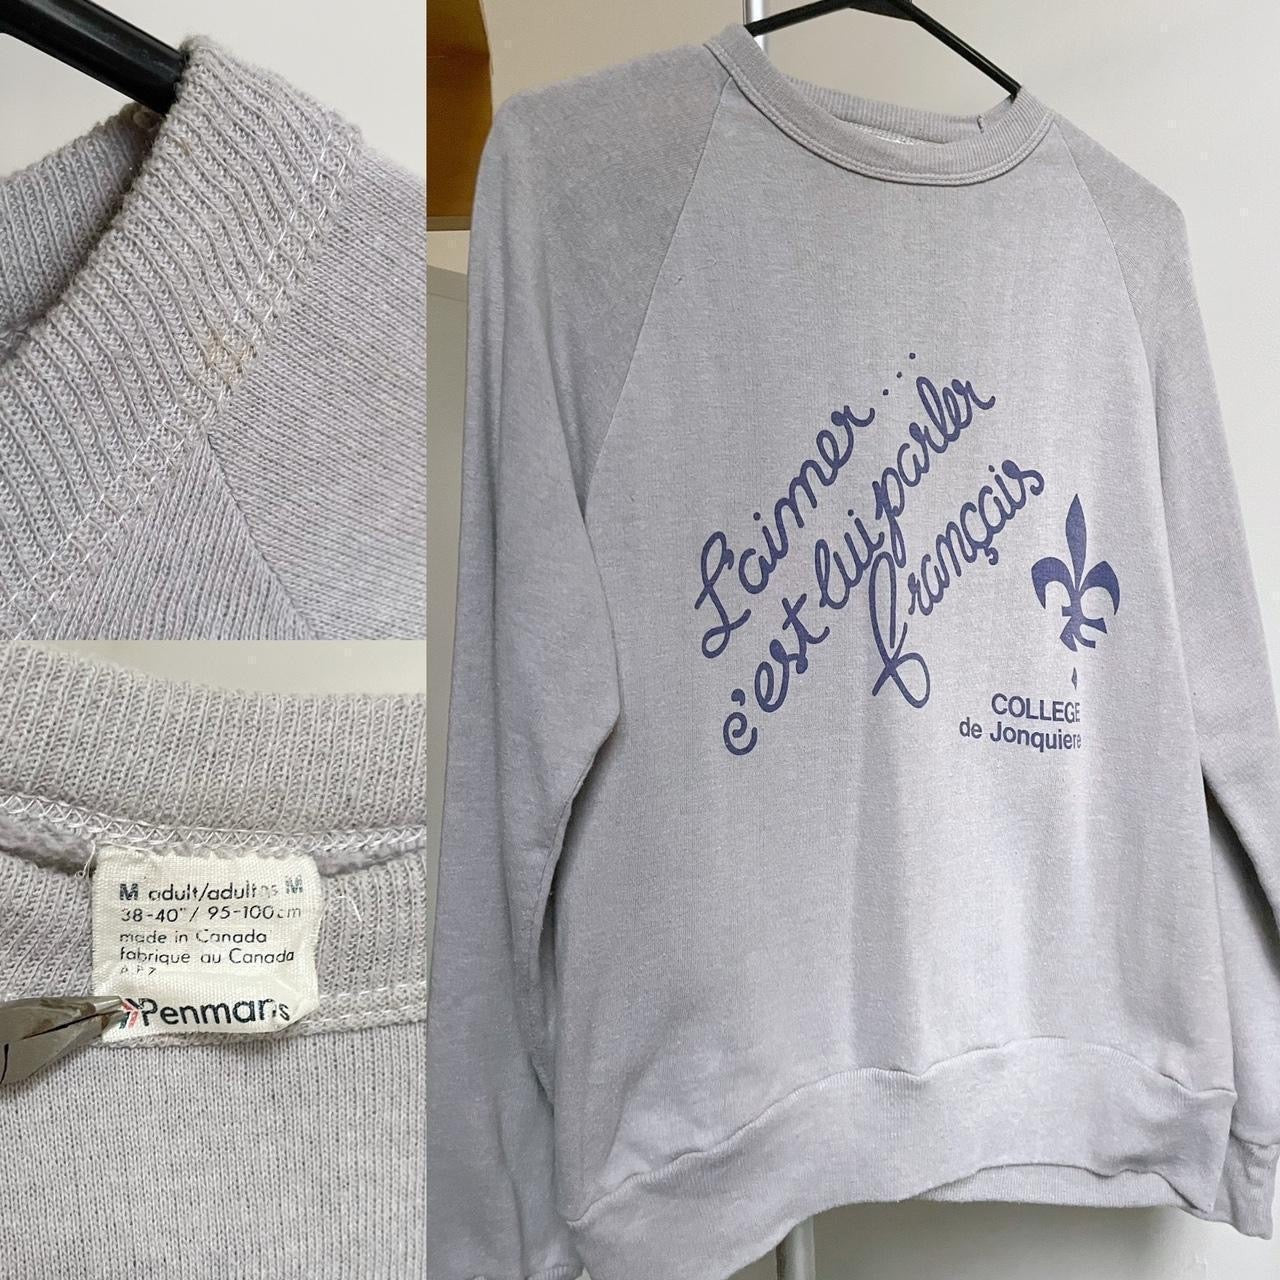 L'aimer...
c'est lui parler
français
COLLEGE
de Jonquiere
M adult/adultes M
38-40"/ 95-100cm
made in Canada
fabrique au Canada
Penmans